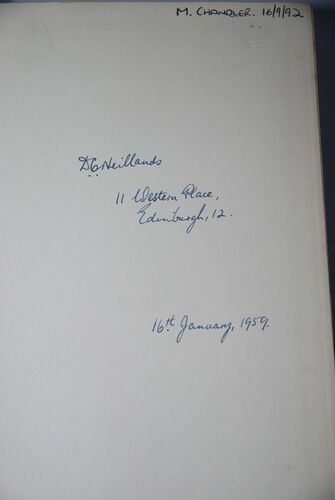 M. CHANDLER. 16/9/92
D G Neillands
11 Western Place,
Edinburgh, 12.
16th January, 1959.